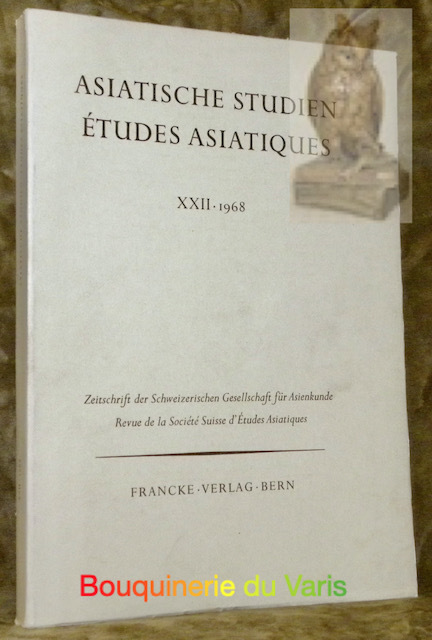 ASIATISCHE STUDIEN
ÉTUDES ASIATIQUES
XXII · 1968
Zeitschrift der Schweizerischen Gesellschaft für Asienkunde
Revue de la Société Suisse d'Études Asiatiques
FRANCKE · VERLAG · BERN
Bouquinerie du Varis